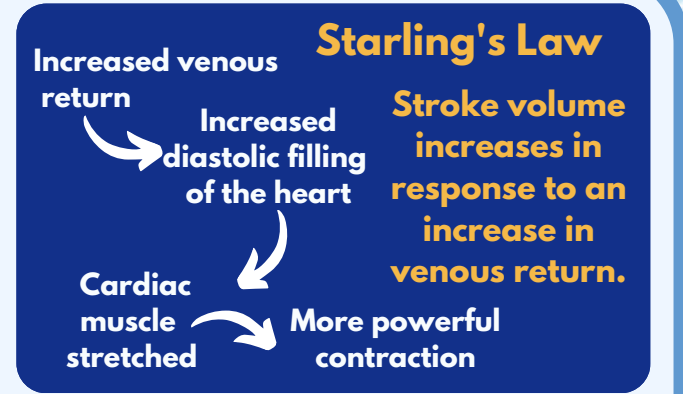 Starling's Law
Increased venous
return
Increased
diastolic filling
of the heart
Cardiac
muscle
stretched
More powerful
contraction
Stroke volume
increases in
response to an
increase in
venous return.